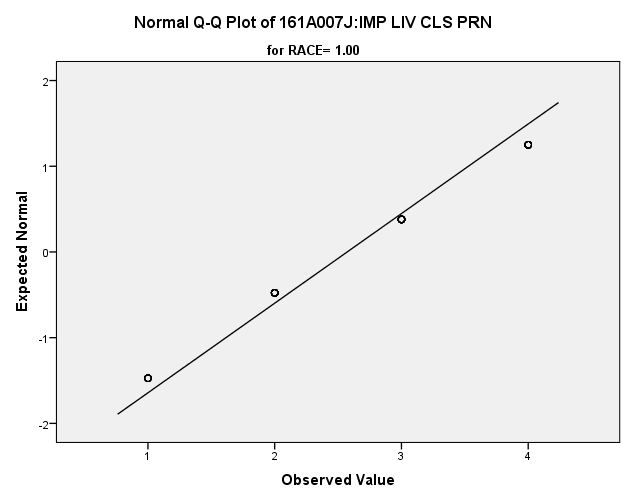 Normal Q-Q Plot of 161A007J:IMP LIV CLS PRN
for RACE= 1.00
2
1
0
-1
-2
Expected Normal
1 2 3 4
Observed Value